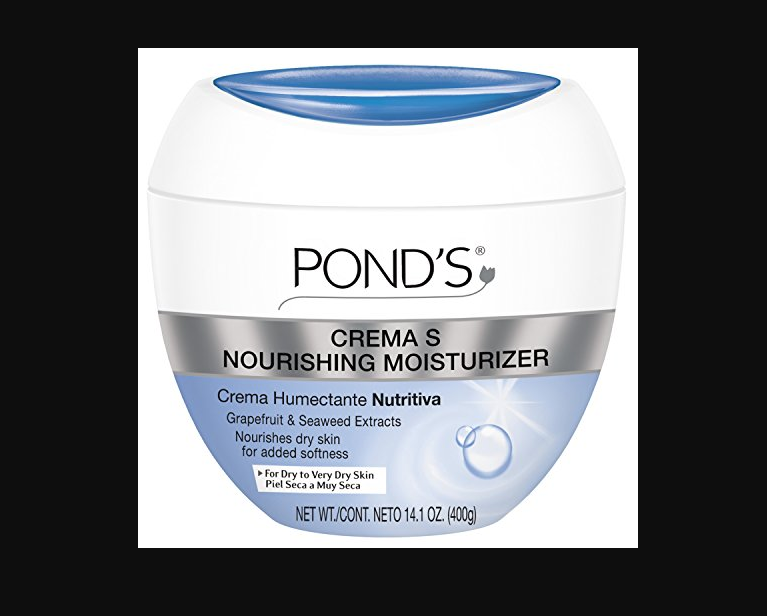 POND'S®
CREMA S
NOURISHING MOISTURIZER
Crema Humectante Nutritiva
Grapefruit & Seaweed Extracts
Nourishes dry skin
for added softness
For Dry to Very Dry Skin
Piel Seca a Muy Seca
NET WT./CONT. NETO 14.1 OZ. (400g)